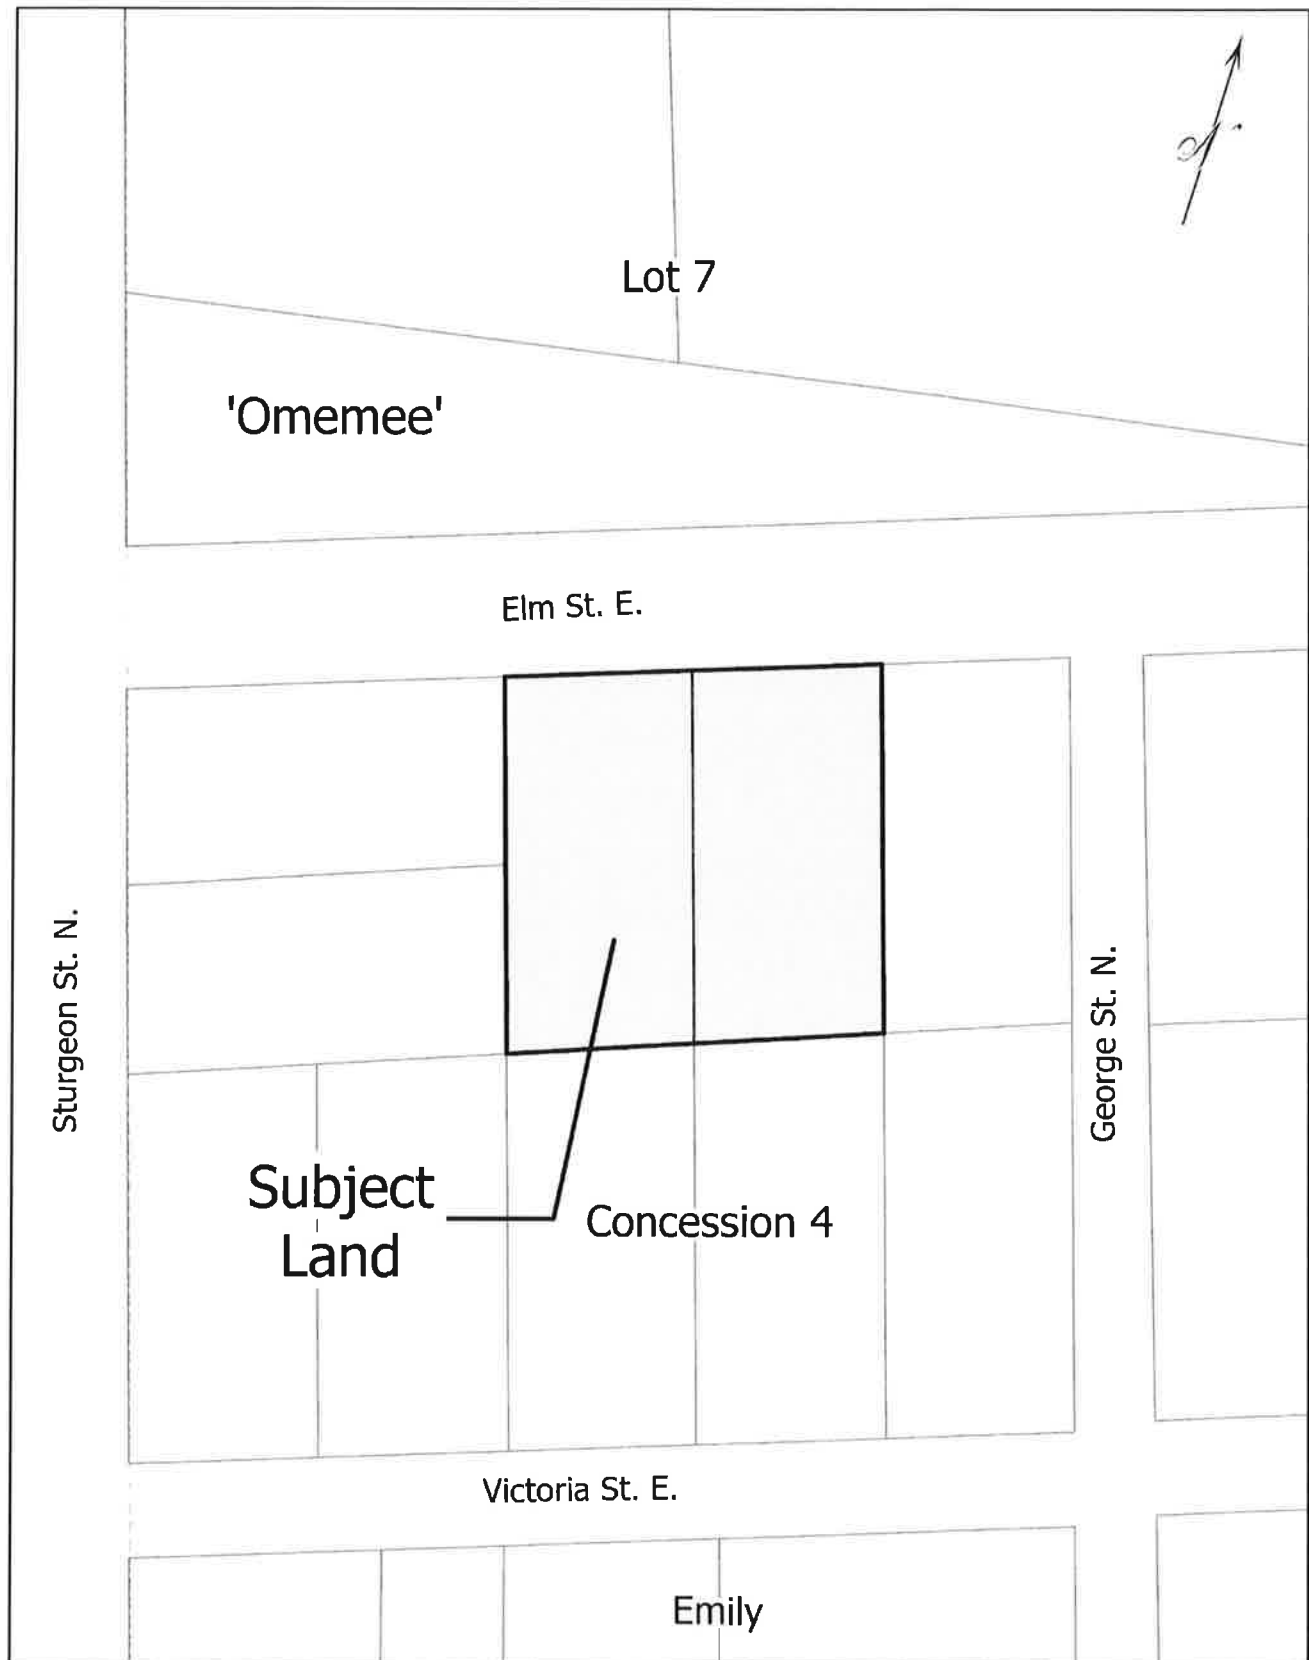 Lot 7
'Omemee'
Elm St. E.
Sturgeon St. N.
George St. N.
Subject
Land
Concession 4
Victoria St. E.
Emily